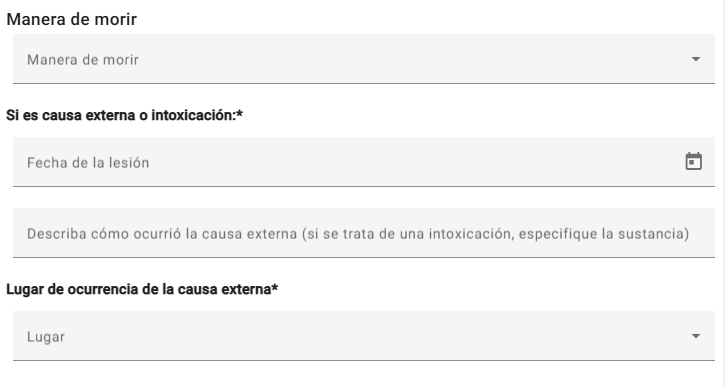 Manera de morir
Manera de morir
Si es causa externa o intoxicación:*
Fecha de la lesión
Describa cómo ocurrió la causa externa (si se trata de una intoxicación, especifique la sustancia)
Lugar de ocurrencia de la causa externa*
Lugar